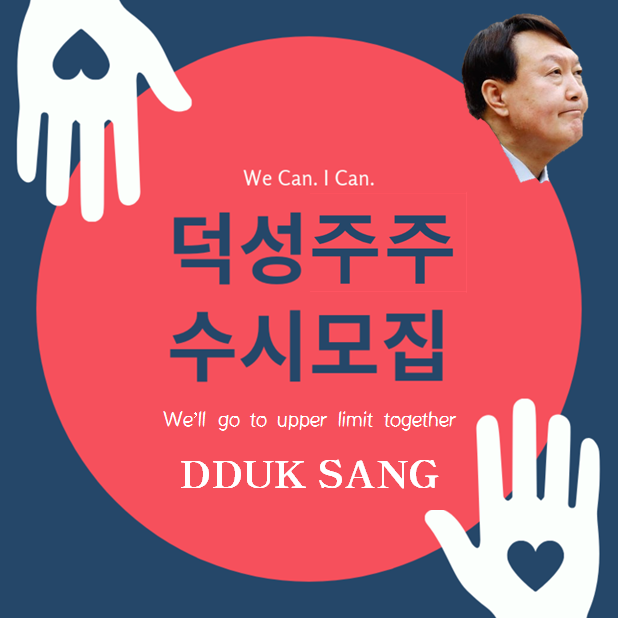 We Can. I Can.
덕성주주
수시모집
We'll go to upper limit together
DDUK SANG